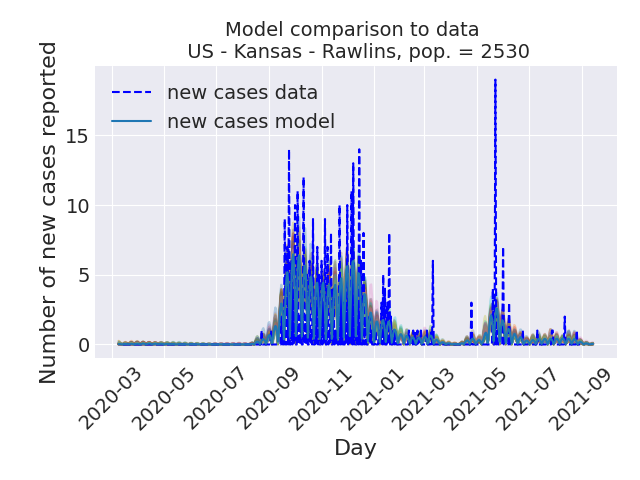 Model comparison to data
US - Kansas - Rawlins, pop. = 2530
new cases data
new cases model
Number of new cases reported
15
10
5
0
2020-03
2020-05
2020-07
2020-09
2020-11
2021-01
2021-03
2021-05
2021-07
2021-09
Day